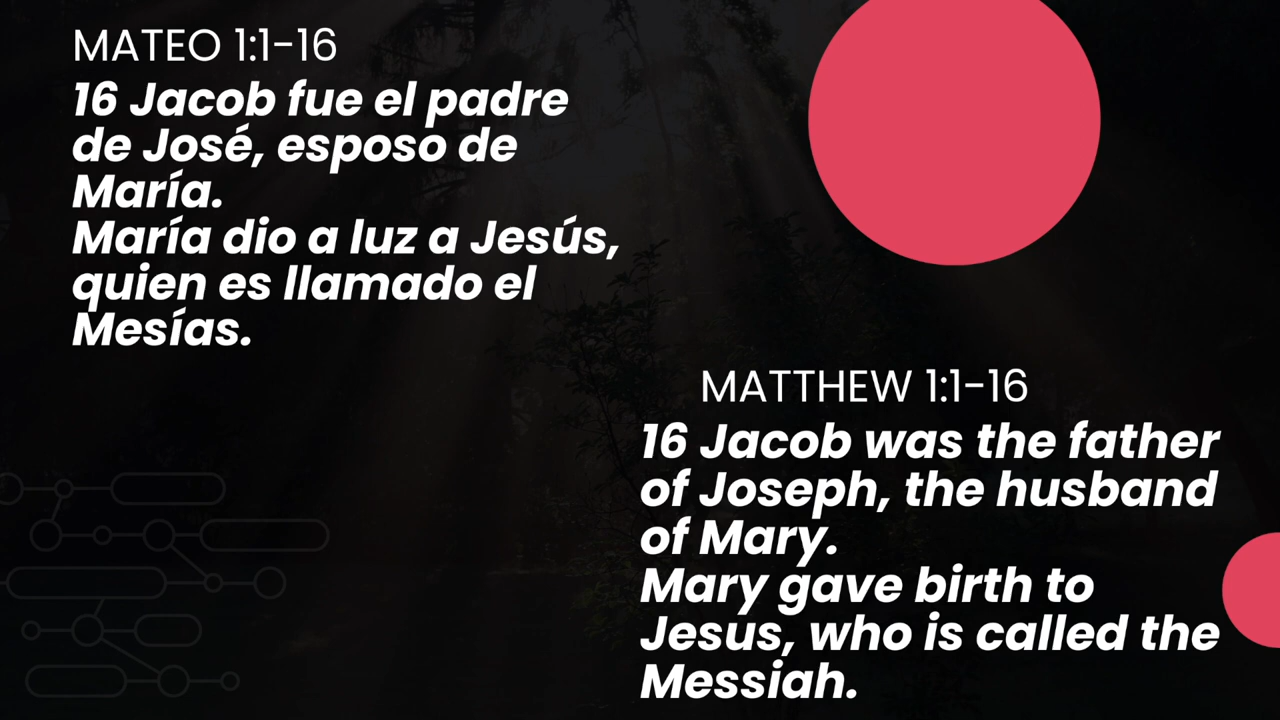 MATEO 1:1-16
16 Jacob fue el padre
de José, esposo de
María.
María dio a luz a Jesús,
quien es llamado el
Mesías.
MATTHEW 1:1-16
16 Jacob was the father
of Joseph, the husband
of Mary.
Mary gave birth to
Jesus, who is called the
Messiah.